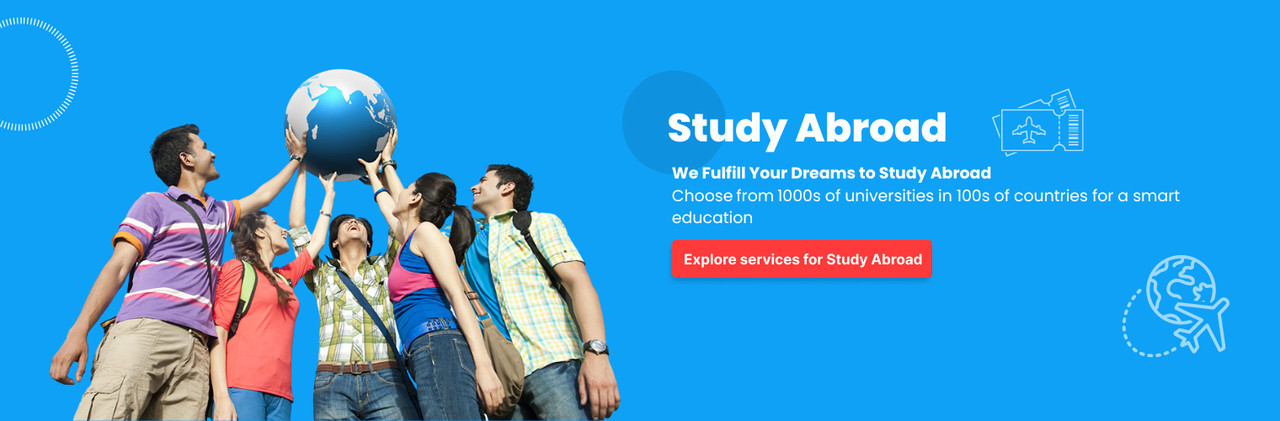 Study Abroad
We Fulfill Your Dreams to Study Abroad
Choose from 1000s of universities in 100s of countries for a smart
education
Explore services for Study Abroad